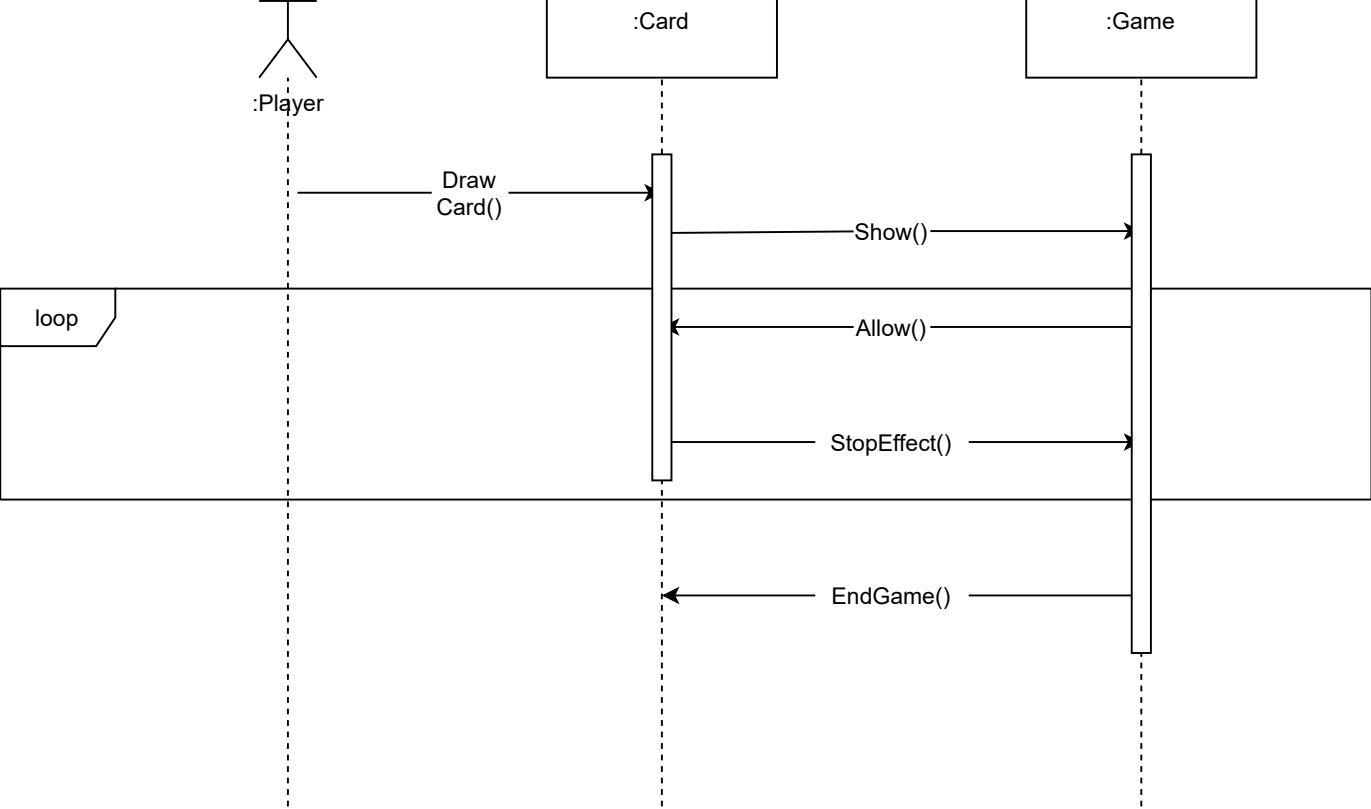 :Card
:Game
:Player
Draw
Card()
Show()
loop
Allow()
StopEffect()
EndGame()